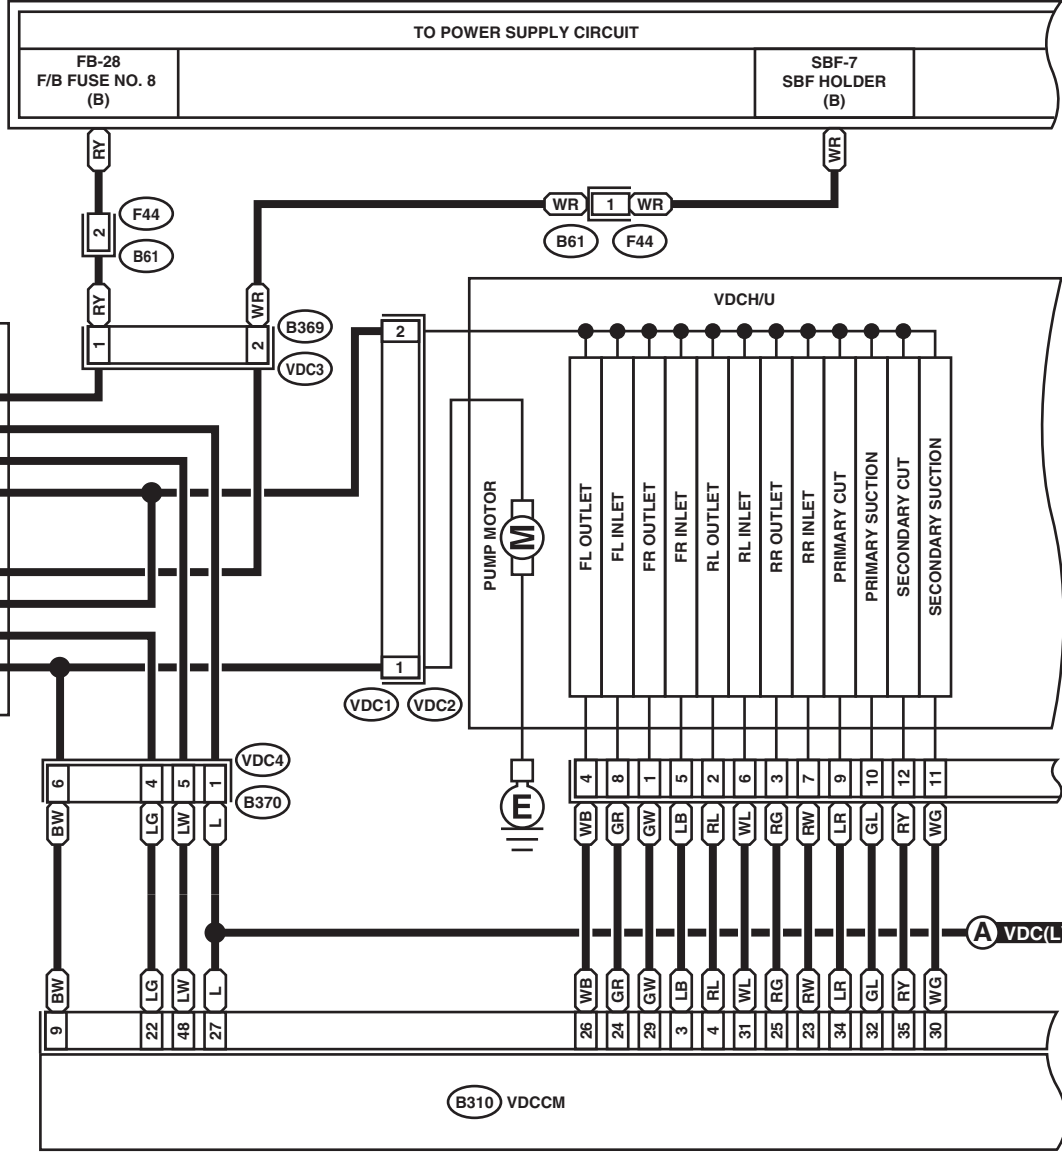 TO POWER SUPPLY CIRCUIT
FB-28
F/B FUSE NO. 8
(B)
SBF-7
SBF HOLDER
(B)
RY
WR
F44
2
B61
WR
1
WR
B61
F44
RY
WR
1
2
B369
VDC3
VDCH/U
2
1
VDC1
VDC2
PUMP MOTOR
M
E
FL OUTLET
FL INLET
FR OUTLET
FR INLET
RL OUTLET
RL INLET
RR OUTLET
RR INLET
PRIMARY CUT
PRIMARY SUCTION
SECONDARY CUT
SECONDARY SUCTION
VDC4
B370
6
4
5
1
4
8
1
5
2
6
3
7
9
10
12
11
BW
LG
LW
L
WB
GR
GW
LB
RL
WL
RG
RW
LR
GL
RY
WG
A
VDC(L
BW
LG
LW
L
WB
GR
GW
LB
RL
WL
RG
RW
LR
GL
RY
WG
9
22
48
27
26
24
29
3
4
31
25
23
34
32
35
30
B310 VDCCM